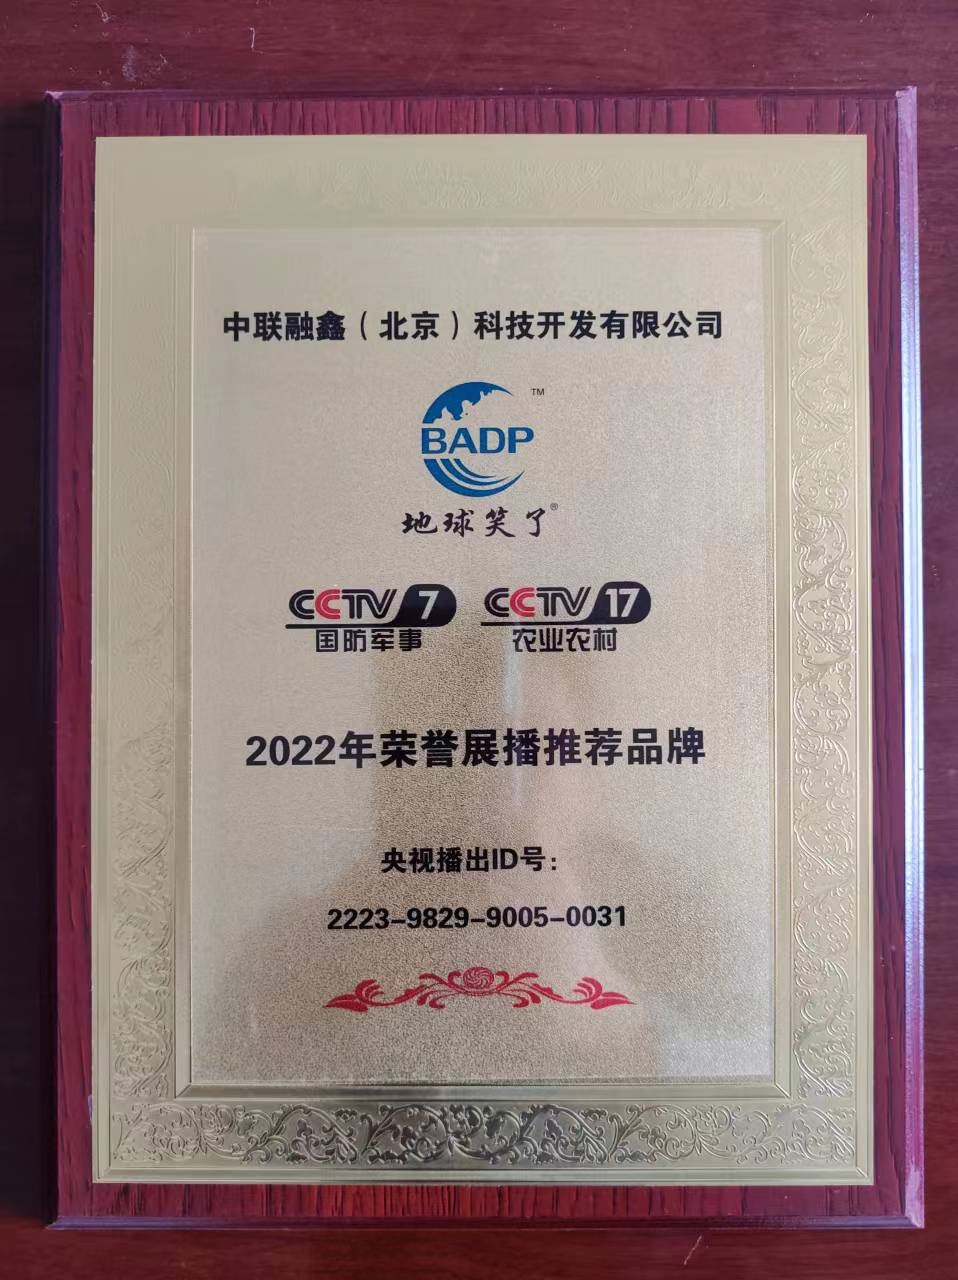 中联融鑫（北京）科技开发有限公司
TM
BADP
地球笑了®
CCTV 7 CCTV 17
国防军事 农业农村
2022年荣誉展播推荐品牌
央视播出ID号：
2223-9829-9005-0031